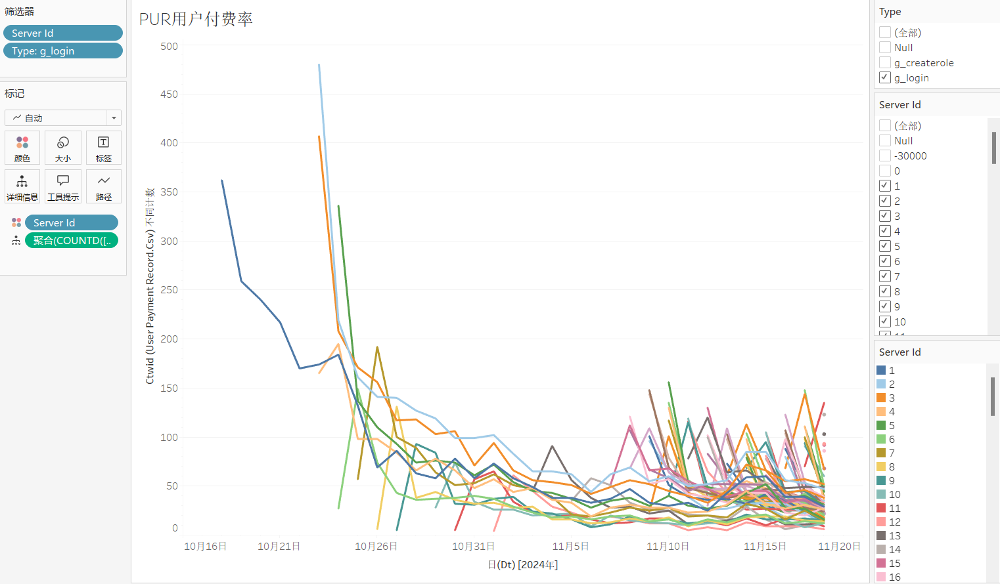 筛选器
Server Id
Type: g_login
标记
自动
颜色
大小
标签
详细信息
工具提示
路径
Server Id
聚合(COUNTD([..
PUR用户付费率
500
450
400
350
300
250
200
150
100
50
0
Ctwid (User Payment Record.Csv) 不同计数
10月16日
10月21日
10月26日
10月31日
11月5日
11月10日
11月15日
11月20日
日(Dt) [2024年]
Type
(全部)
Null
g_createrole
g_login
Server Id
(全部)
Null
-30000
0
1
2
3
4
5
6
7
8
9
10
11
Server Id
1
2
3
4
5
6
7
8
9
10
11
12
13
14
15
16